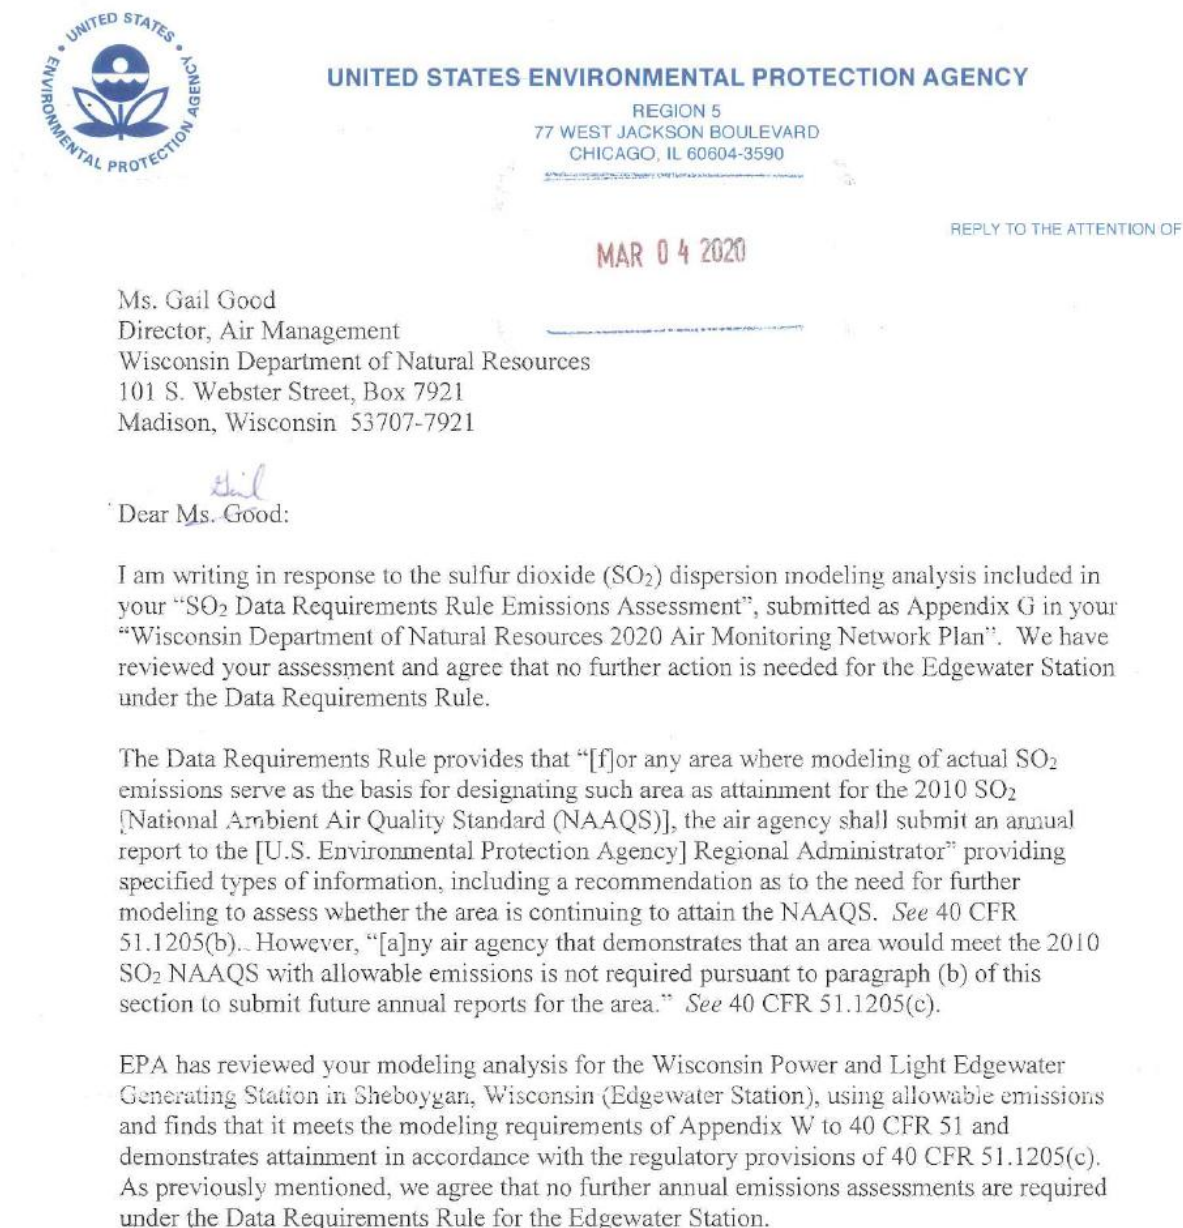 UNITED STATES
ENVIRONMENTAL PROTECTION AGENCY
UNITED STATES ENVIRONMENTAL PROTECTION AGENCY
REGION 5
77 WEST JACKSON BOULEVARD
CHICAGO, IL 60604-3590
REPLY TO THE ATTENTION OF
MAR 04 2020
Ms. Gail Good
Director, Air Management
Wisconsin Department of Natural Resources
101 S. Webster Street, Box 7921
Madison, Wisconsin 53707-7921
Gail
Dear Ms. Good:
I am writing in response to the sulfur dioxide (SO₂) dispersion modeling analysis included in
your “SO₂ Data Requirements Rule Emissions Assessment”, submitted as Appendix G in your
“Wisconsin Department of Natural Resources 2020 Air Monitoring Network Plan”. We have
reviewed your assessment and agree that no further action is needed for the Edgewater Station
under the Data Requirements Rule.
The Data Requirements Rule provides that “[f]or any area where modeling of actual SO₂
emissions serve as the basis for designating such area as attainment for the 2010 SO₂
[National Ambient Air Quality Standard (NAAQS)], the air agency shall submit an annual
report to the [U.S. Environmental Protection Agency] Regional Administrator” providing
specified types of information, including a recommendation as to the need for further
modeling to assess whether the area is continuing to attain the NAAQS. See 40 CFR
51.1205(b). However, “[a]ny air agency that demonstrates that an area would meet the 2010
SO₂ NAAQS with allowable emissions is not required pursuant to paragraph (b) of this
section to submit future annual reports for the area.” See 40 CFR 51.1205(c).
EPA has reviewed your modeling analysis for the Wisconsin Power and Light Edgewater
Generating Station in Sheboygan, Wisconsin (Edgewater Station), using allowable emissions
and finds that it meets the modeling requirements of Appendix W to 40 CFR 51 and
demonstrates attainment in accordance with the regulatory provisions of 40 CFR 51.1205(c).
As previously mentioned, we agree that no further annual emissions assessments are required
under the Data Requirements Rule for the Edgewater Station.